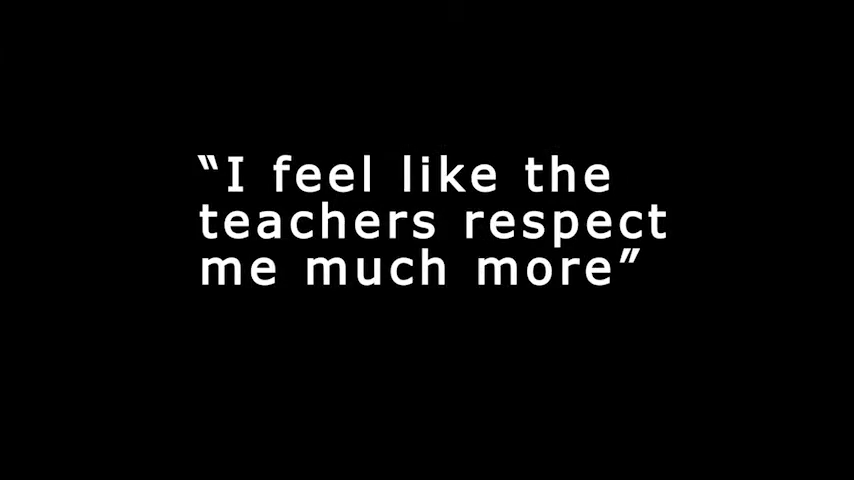 “I feel like the
teachers respect
me much more”